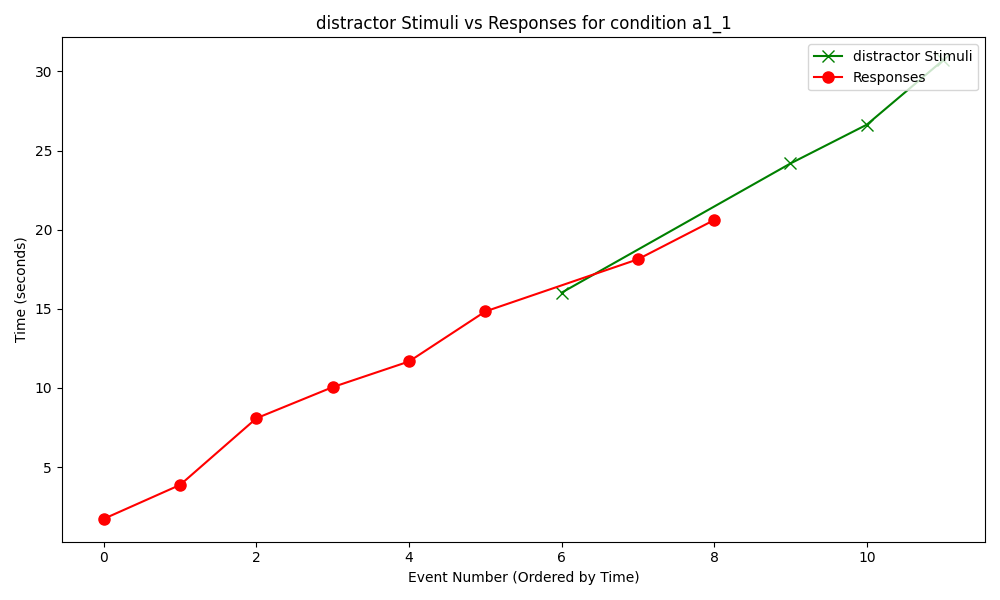 distractor Stimuli vs Responses for condition a1_1
distractor Stimuli
Responses
30
25
20
15
10
5
Time (seconds)
0 2 4 6 8 10
Event Number (Ordered by Time)